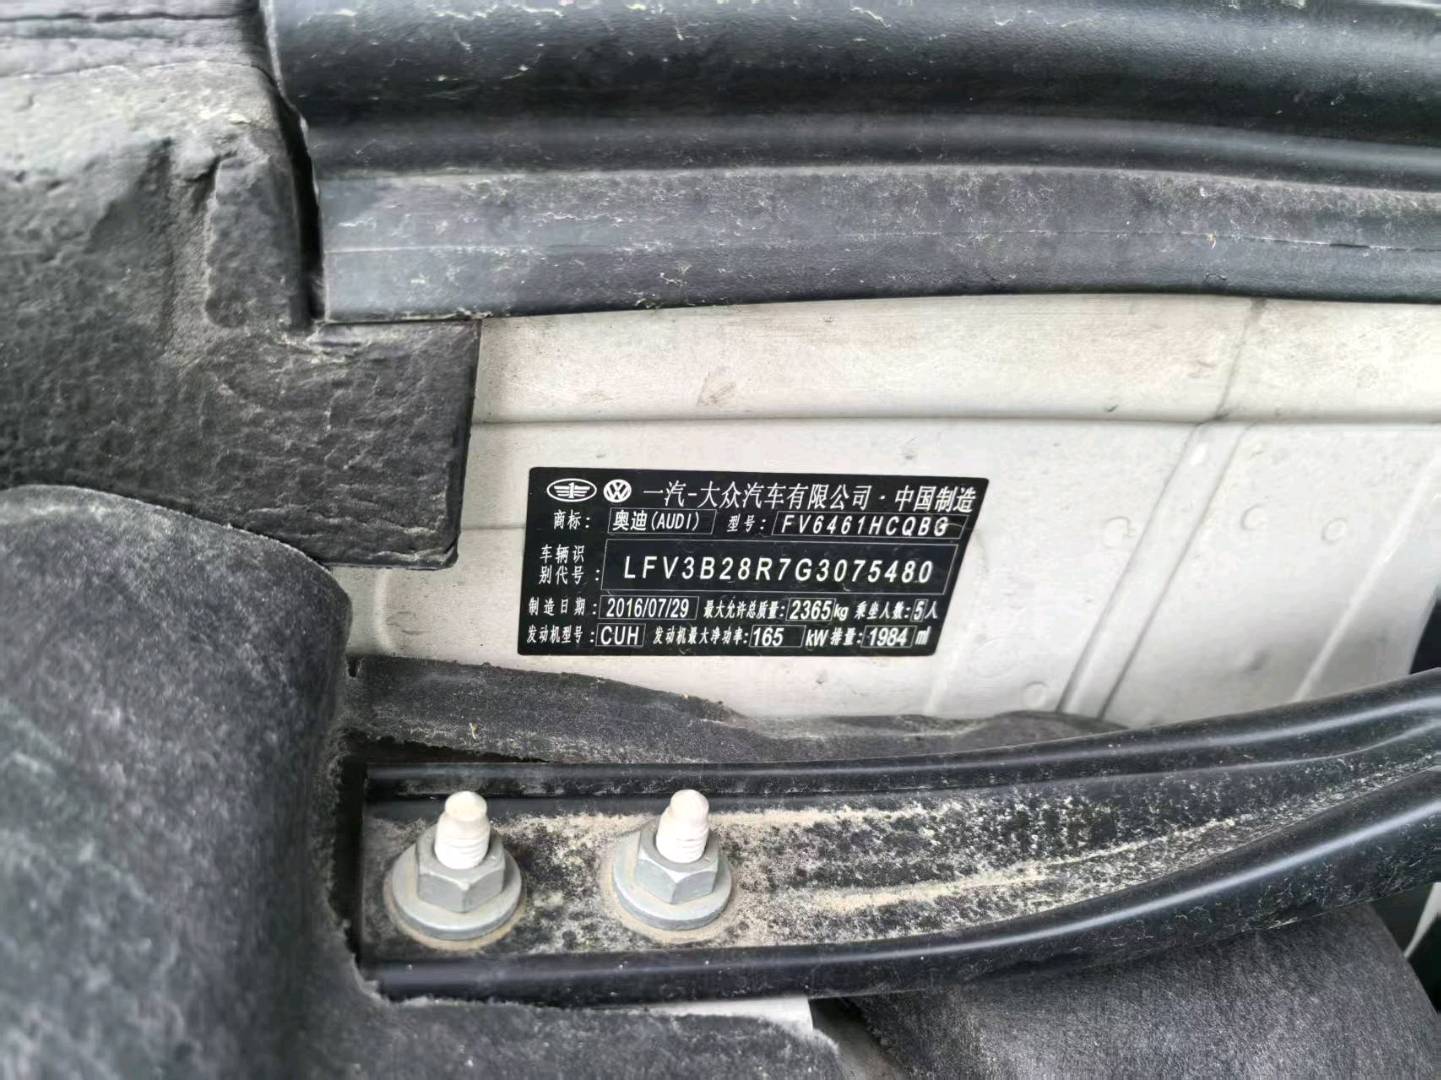 一汽-大众汽车有限公司·中国制造
商标：奥迪(AUDI) 型号：FV6461HCQBG
车辆识
别代号：LFV3B28R7G3075480
制造日期：2016/07/29 最大允许总质量：2365kg 乘坐人数：5人
发动机型号：CUH 发动机最大净功率：165 kW 排量：1984 ml